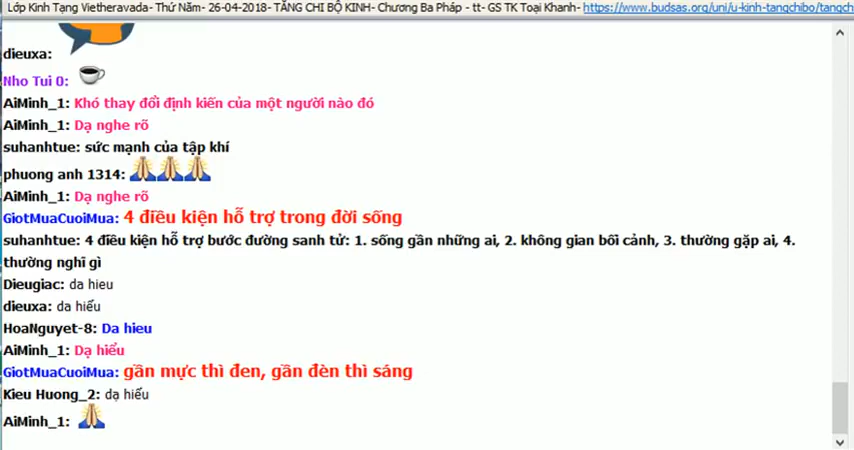 Lớp Kinh Tạng Vietheravada- Thứ Năm- 26-04-2018- TĂNG CHI BỘ KINH- Chương Ba Pháp - tt- GS TK Toại Khanh- https://www.budsas.org/uni/u-kinh-tangchibo/tangch
dieuxa:
Nho Tui 0:
AiMinh_1: Khó thay đổi định kiến của một người nào đó
AiMinh_1: Dạ nghe rõ
suhanhtue: sức mạnh của tập khí
phuong anh 1314:
AiMinh_1: Dạ nghe rõ
GiotMuaCuoiMua: 4 điều kiện hỗ trợ trong đời sống
suhanhtue: 4 điều kiện hỗ trợ bước đường sanh tử: 1. sống gần những ai, 2. không gian bối cảnh, 3. thường gặp ai, 4.
thường nghĩ gì
Dieugiac: da hieu
dieuxa: da hiểu
HoaNguyet-8: Da hieu
AiMinh_1: Dạ hiểu
GiotMuaCuoiMua: gần mực thì đen, gần đèn thì sáng
Kieu Huong_2: dạ hiểu
AiMinh_1: